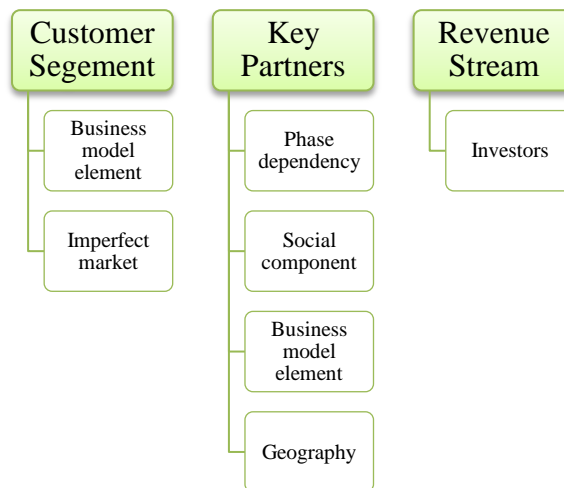 Customer
Segement
Business
model
element
Imperfect
market
Key
Partners
Phase
dependency
Social
component
Business
model
element
Geography
Revenue
Stream
Investors